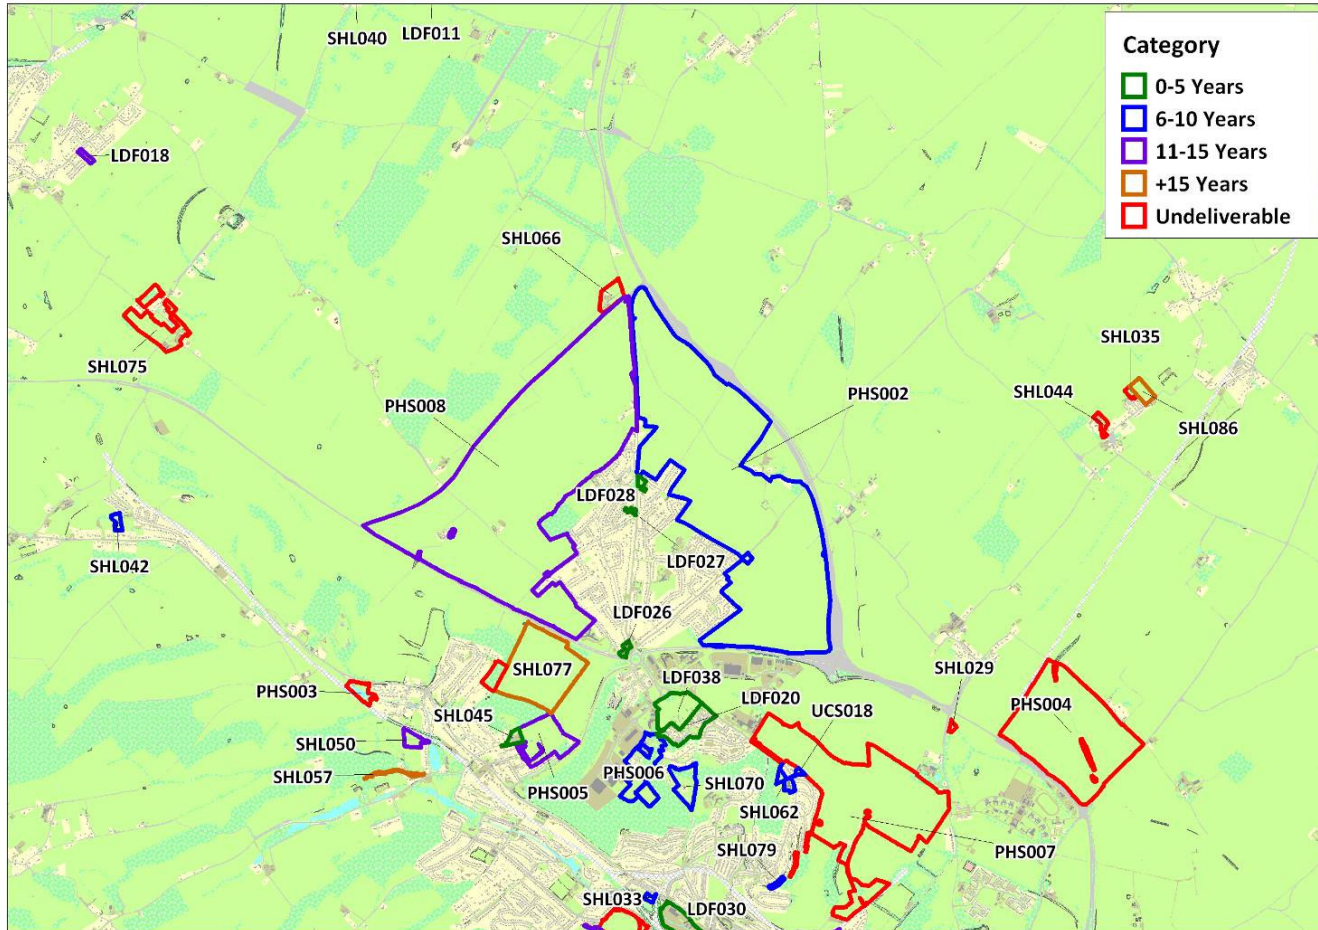 SHL040
LDF011
Category
0-5 Years
6-10 Years
11-15 Years
+15 Years
Undeliverable
LDF018
SHL066
SHL075
PHS008
PHS002
SHL035
SHL044
SHL086
LDF028
LDF027
SHL042
LDF026
SHL077
SHL029
LDF038
LDF020
UCS018
PHS004
PHS003
SHL045
SHL050
SHL057
PHS006
SHL070
PHS005
SHL062
SHL079
PHS007
SHL033
LDF030